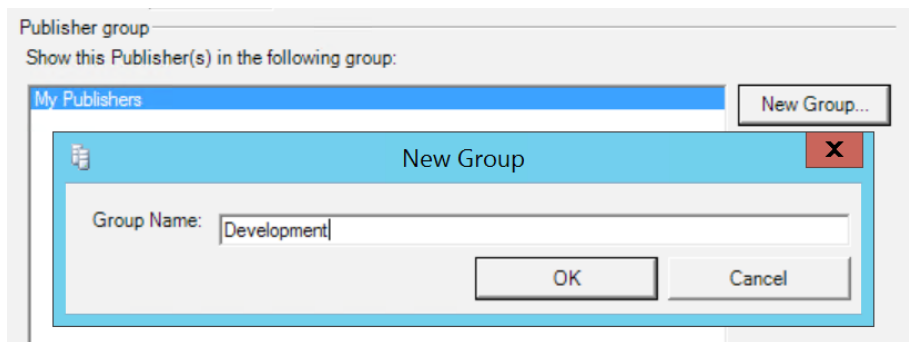 Publisher group
Show this Publisher(s) in the following group:
My Publishers
New Group...
New Group
X
Group Name: Development
OK Cancel